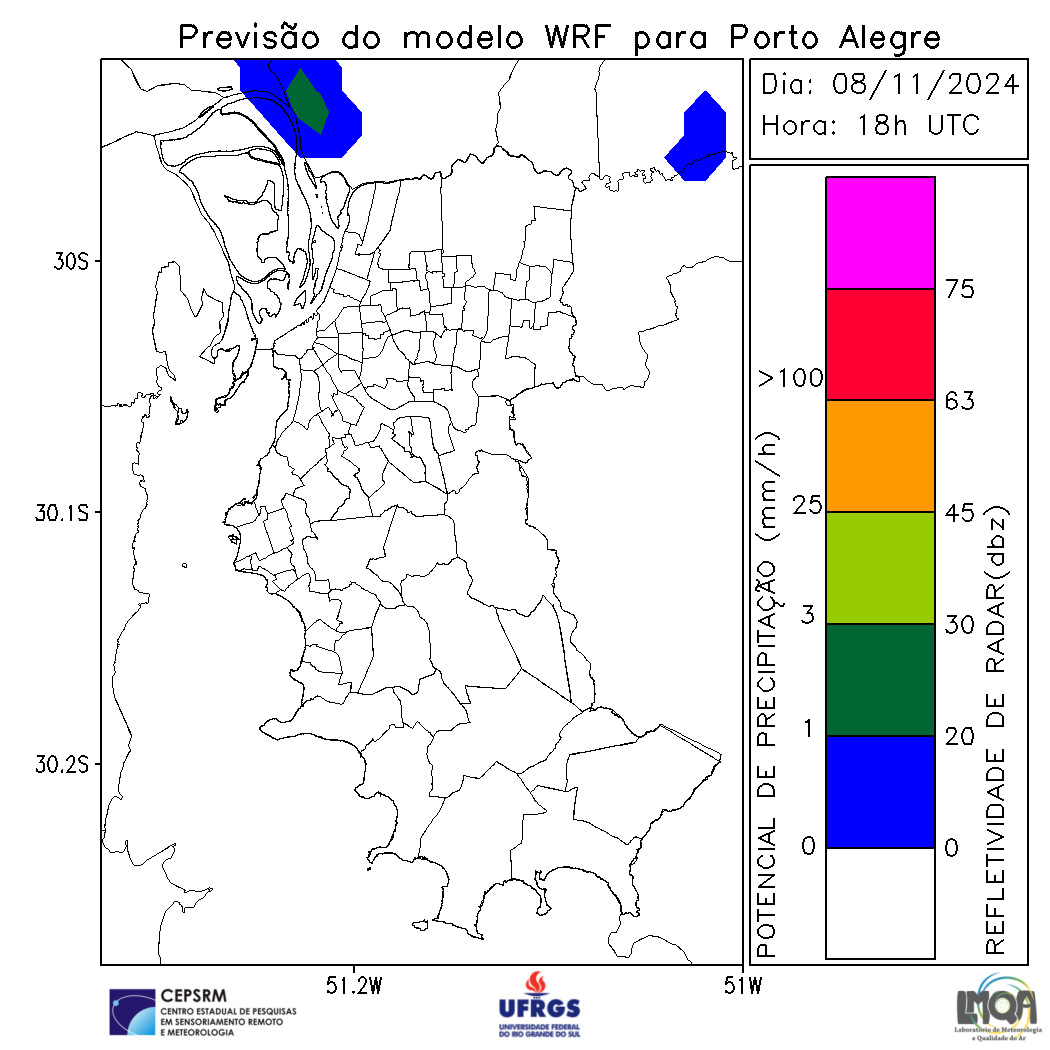 Previsão do modelo WRF para Porto Alegre
Dia: 08/11/2024
Hora: 18h UTC
30S
30.1S
30.2S
51.2W
51W
POTENCIAL DE PRECIPITAÇÃO (mm/h)
>100
25
3
1
0
75
63
45
30
20
0
REFLETIVIDADE DE RADAR(dbz)
CEPSRM
CENTRO ESTADUAL DE PESQUISAS
EM SENSORIAMENTO REMOTO
E METEOROLOGIA
UFRGS
UNIVERSIDADE FEDERAL
DO RIO GRANDE DO SUL
LMQA
Laboratório de Meteorologia
e Qualidade do Ar